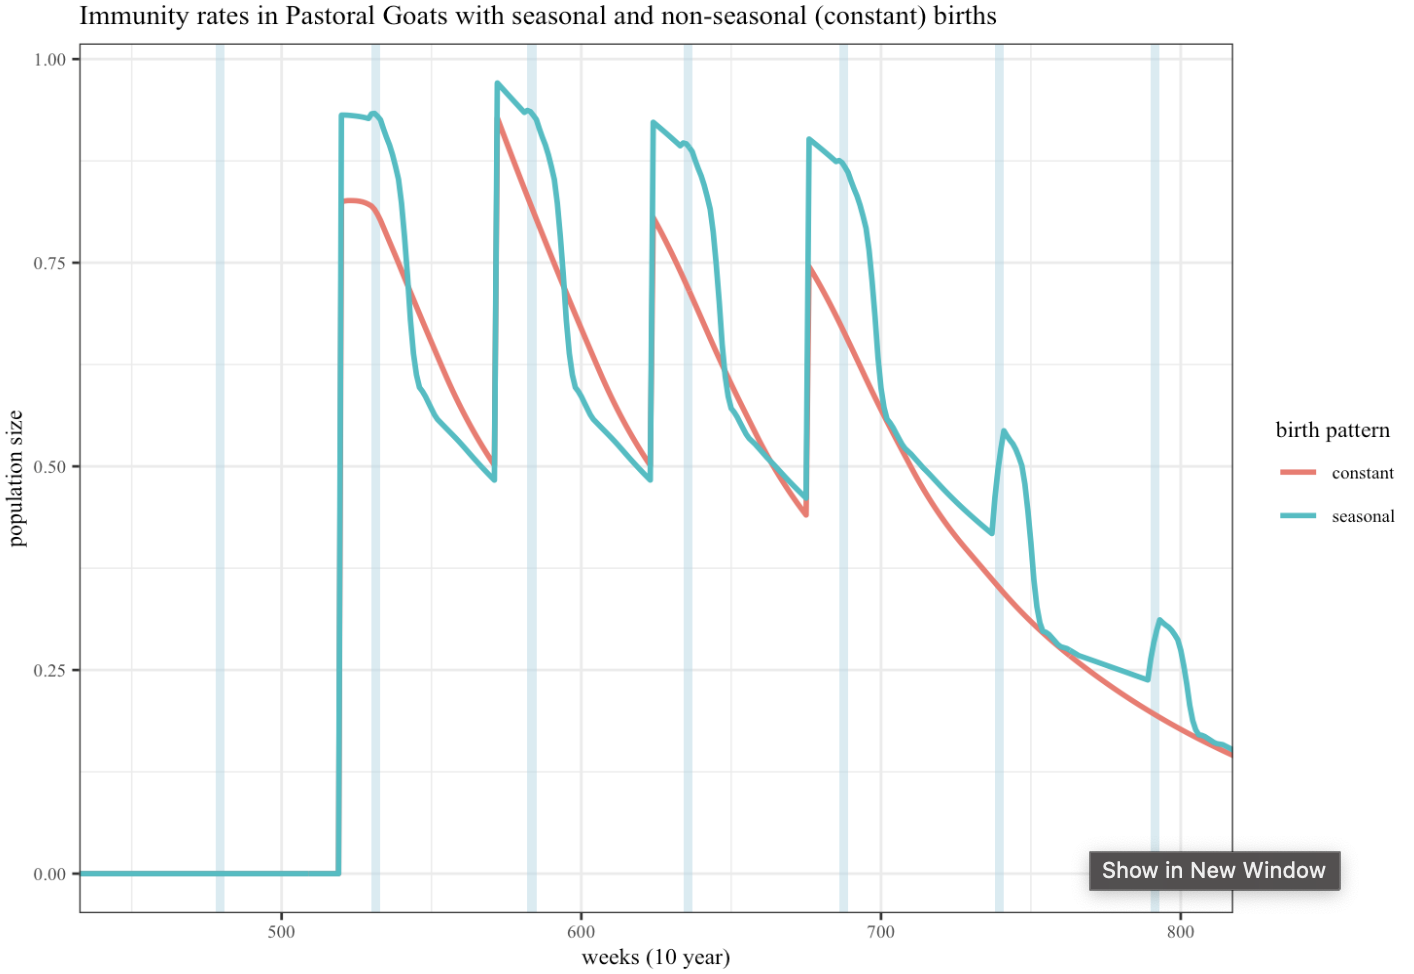 Immunity rates in Pastoral Goats with seasonal and non-seasonal (constant) births
population size
1.00
0.75
0.50
0.25
0.00
500
600
700
800
weeks (10 year)
birth pattern
constant
seasonal
Show in New Window